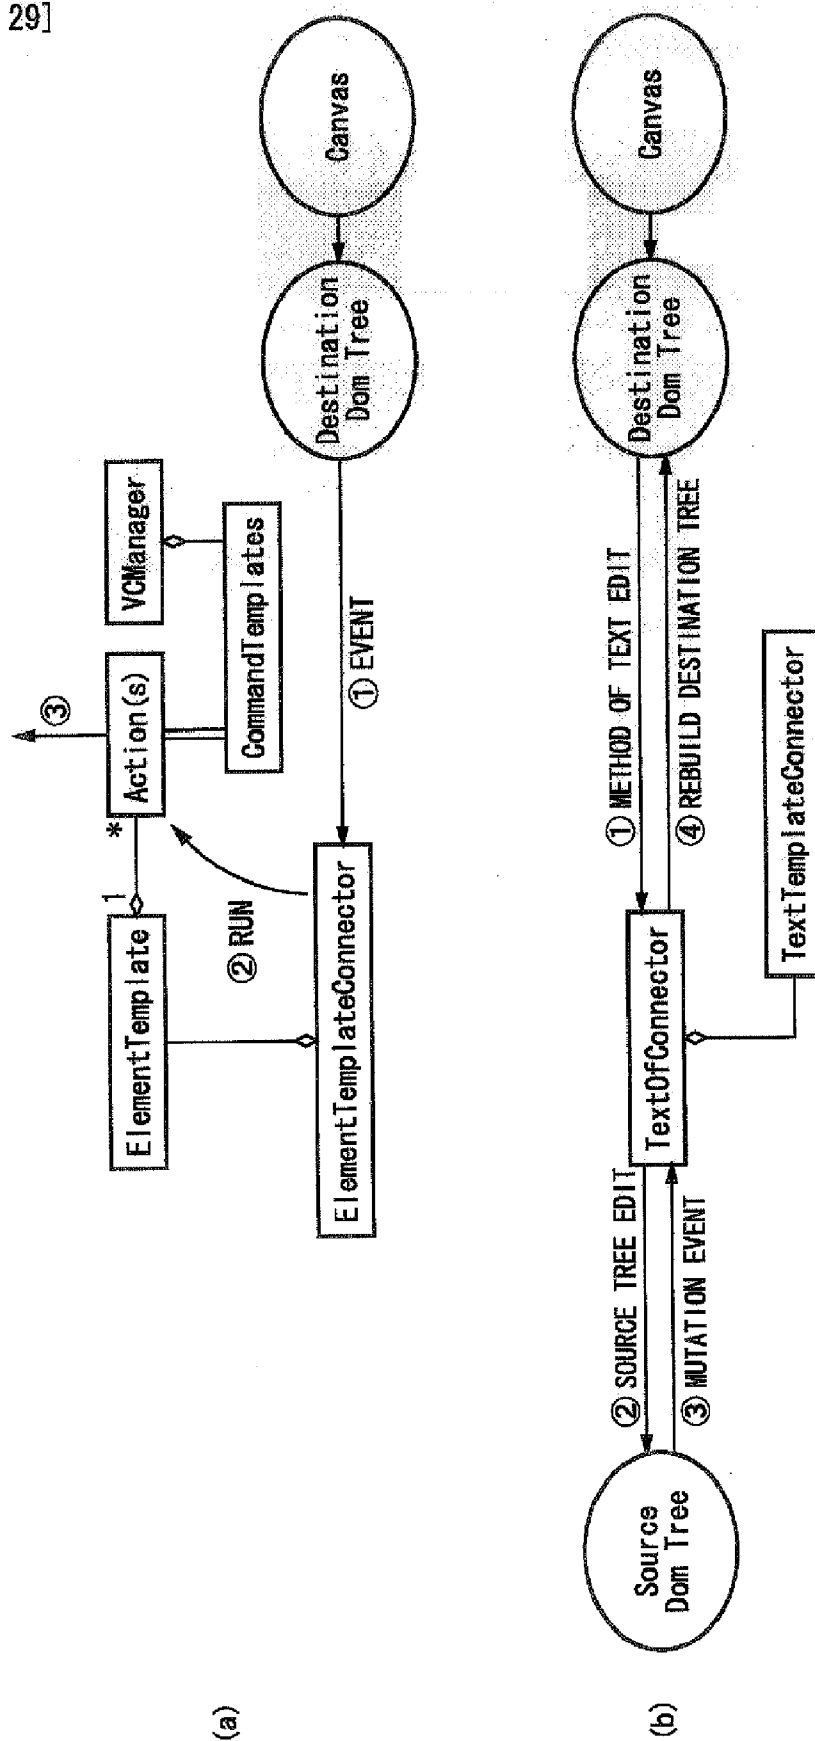 29]
(a)
ElementTemplate
1
*
Action(s)
③
VCManager
CommandTemplates
② RUN
ElementTemplateConnector
① EVENT
Destination
Dom Tree
Canvas
(b)
Source
Dom Tree
② SOURCE TREE EDIT
③ MUTATION EVENT
TextOfConnector
TextTemplateConnector
① METHOD OF TEXT EDIT
④ REBUILD DESTINATION TREE
Destination
Dom Tree
Canvas